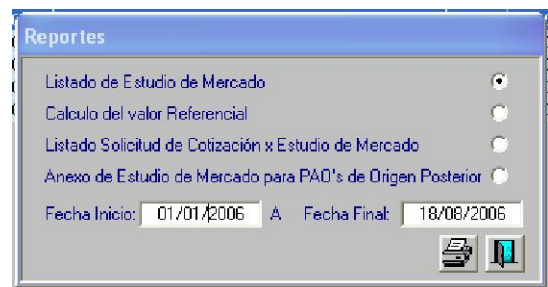 Reportes
Listado de Estudio de Mercado
Calculo del valor Referencial
Listado Solicitud de Cotización x Estudio de Mercado
Anexo de Estudio de Mercado para PAO's de Origen Posterior
Fecha Inicio: 01/01/2006 A Fecha Final: 18/08/2006